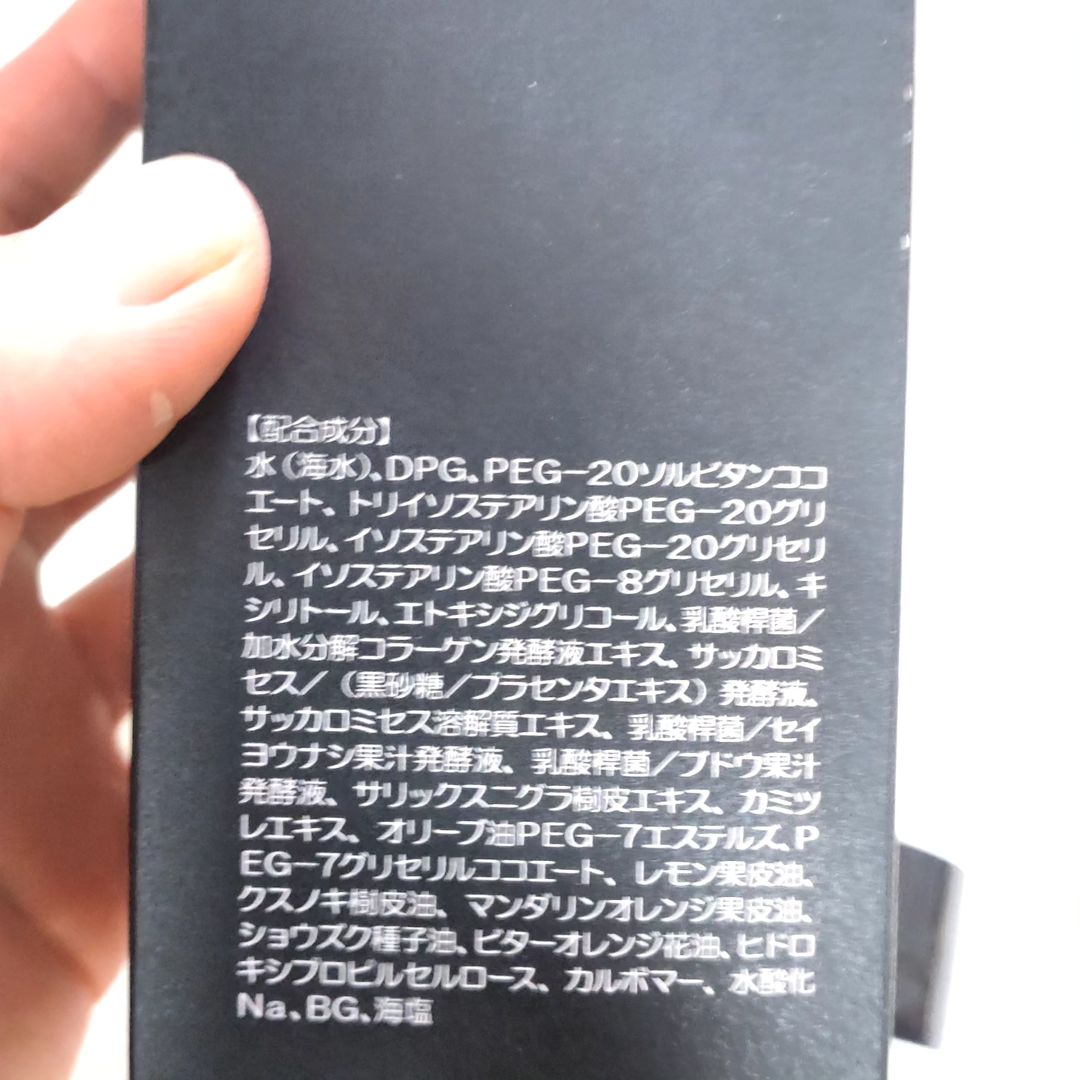 【配合成分】
水(海水)、DPG、PEG-20ソルビタンココ
エート、トリイソステアリン酸PEG-20グリ
セリル、イソステアリン酸PEG-20グリセリ
ル、イソステアリン酸PEG-8グリセリル、キ
シリトール、エトキシジグリコール、乳酸桿菌/
加水分解コラーゲン発酵液エキス、サッカロミ
セス/(黒砂糖/プラセンタエキス)発酵液、
サッカロミセス溶解質エキス、乳酸桿菌/セイ
ヨウナシ果汁発酵液、乳酸桿菌/ブドウ果汁
発酵液、サリックスニグラ樹皮エキス、カミツ
レエキス、オリーブ油PEG-7エステルズ、P
EG-7グリセリルココエート、レモン果皮油、
クスノキ樹皮油、マンダリンオレンジ果皮油、
ショウズク種子油、ビターオレンジ花油、ヒドロ
キシプロピルセルロース、カルボマー、水酸化
Na、BG、海塩